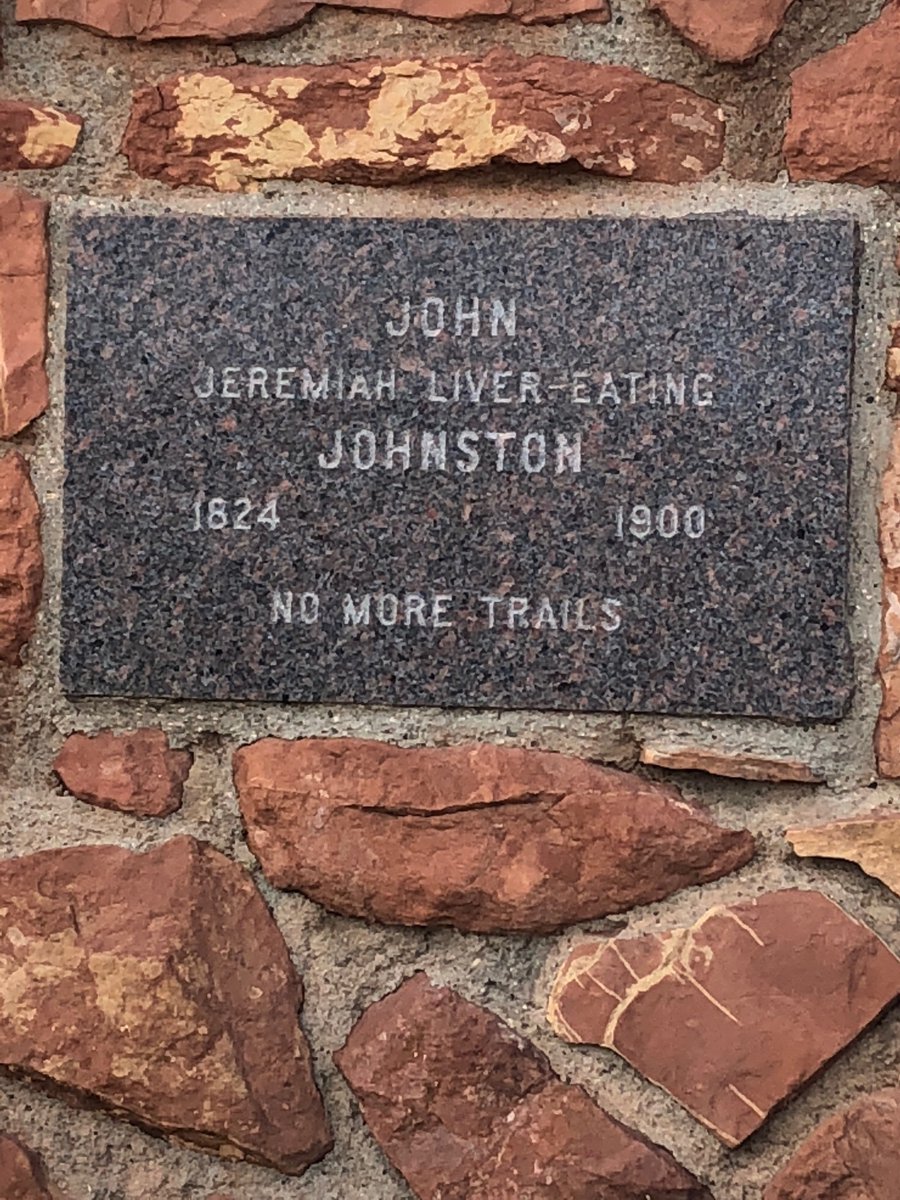 JOHN
JEREMIAH LIVER-EATING
JOHNSTON
1824 1900
NO MORE TRAILS